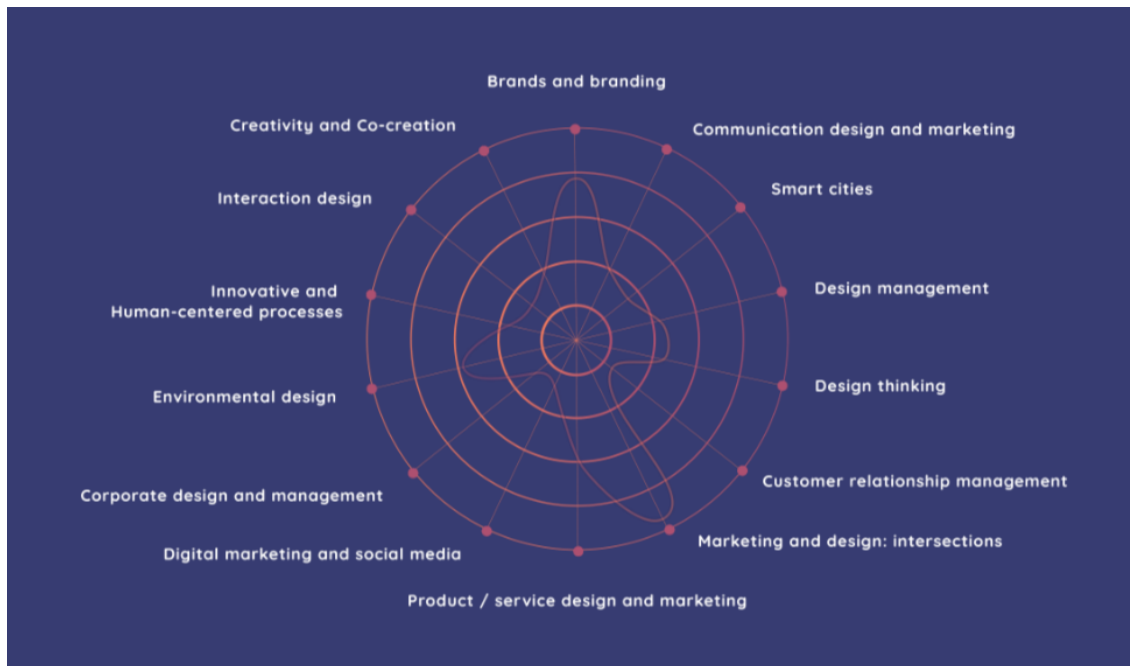 Brands and branding
Creativity and Co-creation
Communication design and marketing
Smart cities
Interaction design
Design management
Innovative and
Human-centered processes
Design thinking
Environmental design
Customer relationship management
Corporate design and management
Marketing and design: intersections
Digital marketing and social media
Product / service design and marketing